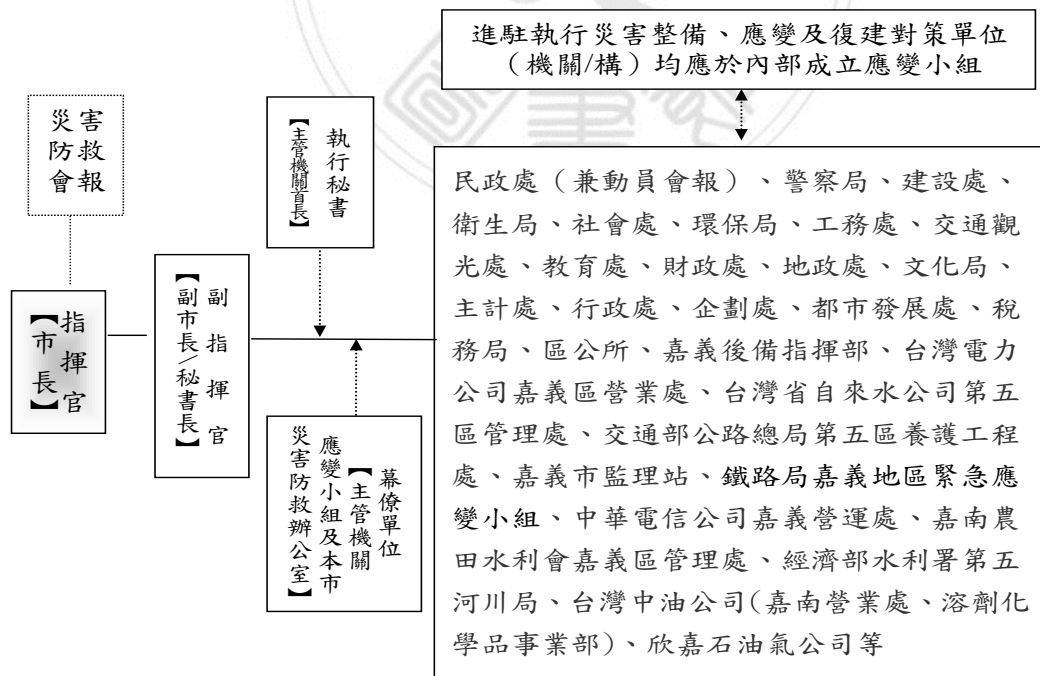 進駐執行災害整備、應變及復建對策單位
（機關/構）均應於內部成立應變小組
災害
防救
會報
執行秘書
【主管機關首長】
指揮官
【市長】
副指揮官
【副市長/秘書長】
幕僚單位
【主管機關
應變小組及本市
災害防救辦公室】
民政處（兼動員會報）、警察局、建設處、
衛生局、社會處、環保局、工務處、交通觀
光處、教育處、財政處、地政處、文化局、
主計處、行政處、企劃處、都市發展處、稅
務局、區公所、嘉義後備指揮部、台灣電力
公司嘉義區營業處、台灣省自來水公司第五
區管理處、交通部公路總局第五區養護工程
處、嘉義市監理站、鐵路局嘉義地區緊急應
變小組、中華電信公司嘉義營運處、嘉南農
田水利會嘉義區管理處、經濟部水利署第五
河川局、台灣中油公司(嘉南營業處、溶劑化
學品事業部)、欣嘉石油氣公司等